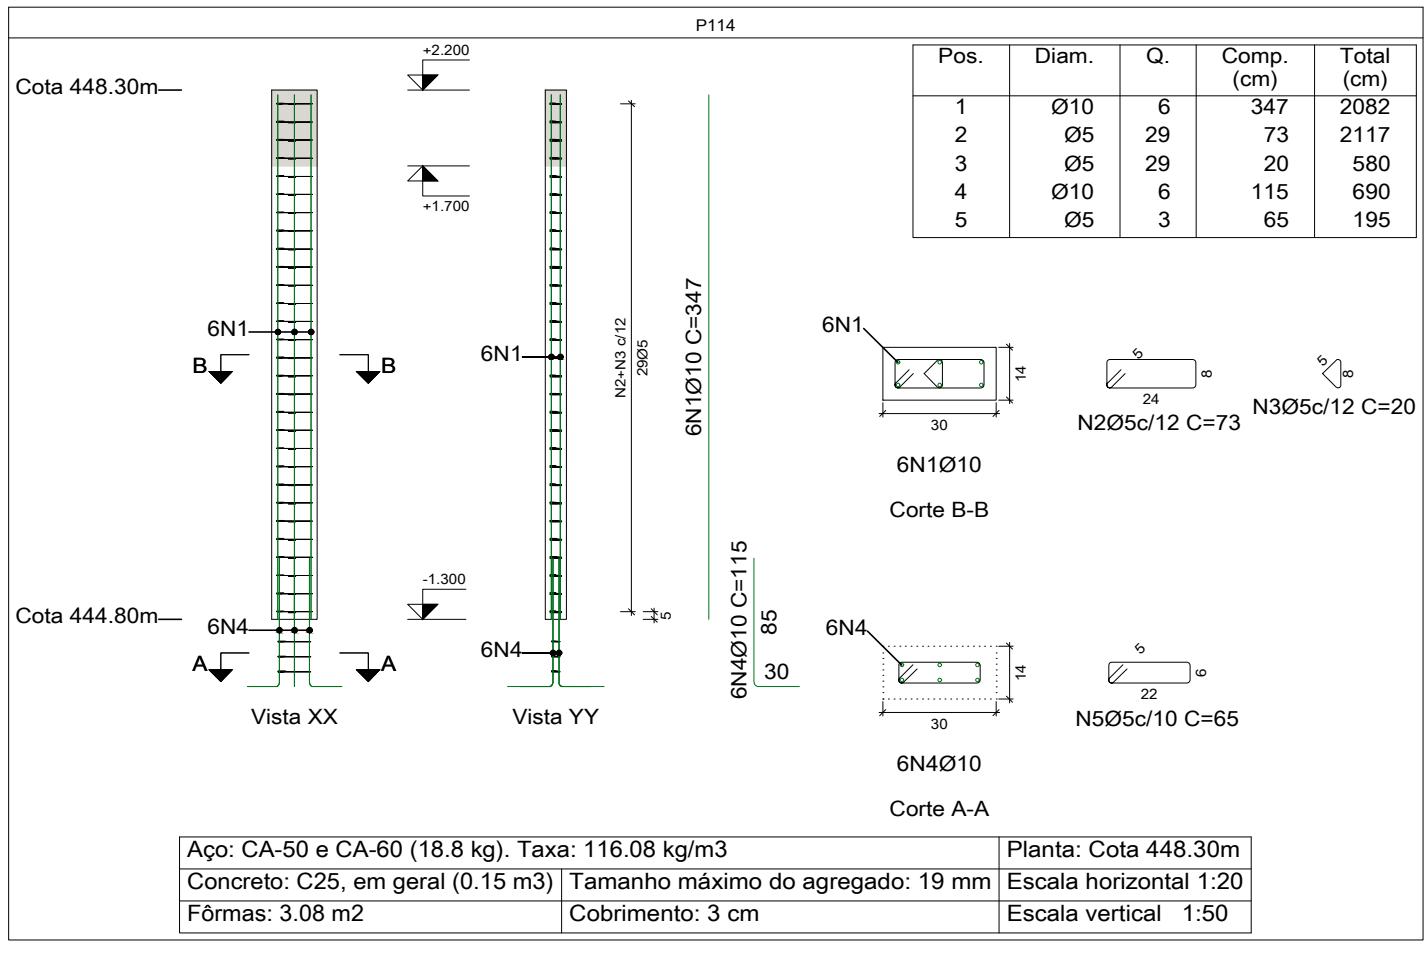 P114
Cota 448.30m
+2.200
+1.700
Pos. Diam. Q. Comp. (cm) Total (cm)
1 Ø10 6 347 2082
2 Ø5 29 73 2117
3 Ø5 29 20 580
4 Ø10 6 115 690
5 Ø5 3 65 195
6N1
B B
6N1
N2+N3 c/12
29Ø5
6N1Ø10 C=347
6N1
14
30
6N1Ø10
Corte B-B
5
8
24
N2Ø5c/12 C=73
5
8
N3Ø5c/12 C=20
-1.300
Cota 444.80m
5
6N4
A A
6N4
6N4Ø10 C=115
85
30
Vista XX
Vista YY
6N4
14
30
6N4Ø10
Corte A-A
5
6
22
N5Ø5c/10 C=65
Aço: CA-50 e CA-60 (18.8 kg). Taxa: 116.08 kg/m3 Planta: Cota 448.30m
Concreto: C25, em geral (0.15 m3) Tamanho máximo do agregado: 19 mm Escala horizontal 1:20
Fôrmas: 3.08 m2 Cobrimento: 3 cm Escala vertical 1:50